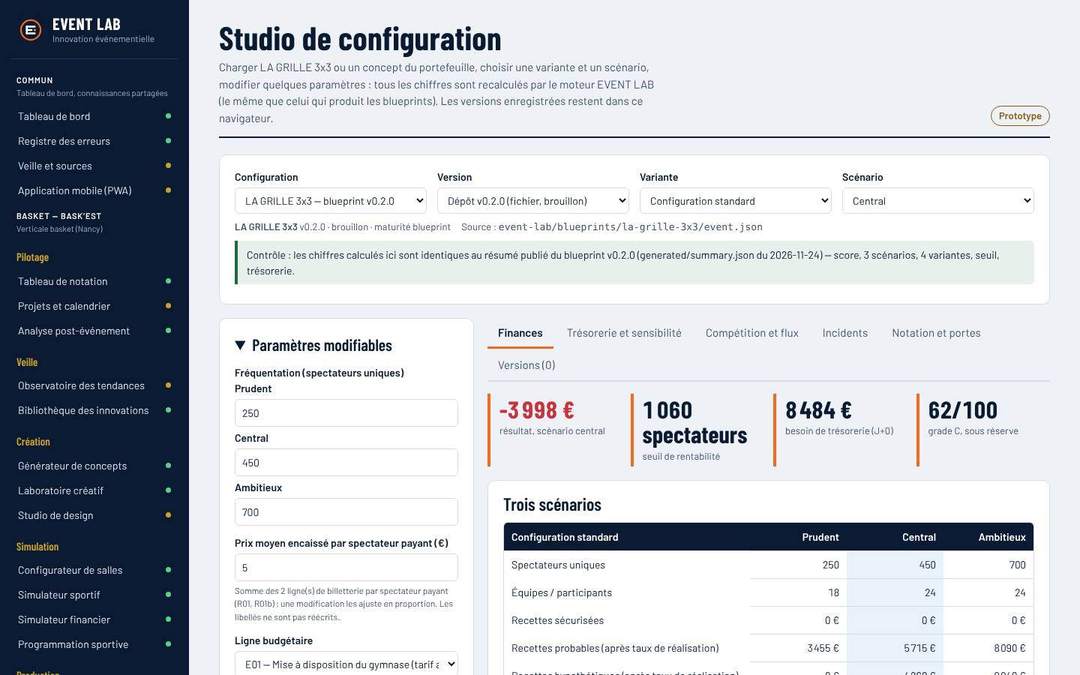 EVENT LAB
Innovation événementielle
COMMUN
Tableau de bord, connaissances partagées
Tableau de bord
Registre des erreurs
Veille et sources
Application mobile (PWA)
BASKET — BASK'EST
Verticale basket (Nancy)
Pilotage
Tableau de notation
Projets et calendrier
Analyse post-événement
Veille
Observatoire des tendances
Bibliothèque des innovations
Création
Générateur de concepts
Laboratoire créatif
Studio de design
Simulation
Configurateur de salles
Simulateur sportif
Simulateur financier
Programmation sportive
Production
Studio de configuration
Charger LA GRILLE 3x3 ou un concept du portefeuille, choisir une variante et un scénario,
modifier quelques paramètres : tous les chiffres sont recalculés par le moteur EVENT LAB
(le même que celui qui produit les blueprints). Les versions enregistrées restent dans ce
navigateur.
Prototype
Configuration
Version
Variante
Scénario
LA GRILLE 3x3 — blueprint v0.2.0
Dépôt v0.2.0 (fichier, brouillon)
Configuration standard
Central
LA GRILLE 3x3 v0.2.0 · brouillon · maturité blueprint Source : event-lab/blueprints/la-grille-3x3/event.json
Contrôle : les chiffres calculés ici sont identiques au résumé publié du blueprint v0.2.0 (generated/summary.json du 2026-11-24) — score, 3 scénarios, 4 variantes, seuil,
trésorerie.
▼ Paramètres modifiables
Fréquentation (spectateurs uniques)
Prudent
250
Central
450
Ambitieux
700
Prix moyen encaissé par spectateur payant (€)
5
Somme des 2 ligne(s) de billetterie par spectateur payant
(R01, R01b) ; une modification les ajuste en proportion. Les
libellés ne sont pas réécrits.
Ligne budgétaire
E01 — Mise à disposition du gymnase (tarif a
Finances
Trésorerie et sensibilité
Compétition et flux
Incidents
Notation et portes
Versions (0)
-3 998 €
résultat, scénario central
1 060
spectateurs
seuil de rentabilité
8 484 €
besoin de trésorerie (J+0)
62/100
grade C, sous réserve
Trois scénarios
Configuration standard Prudent Central Ambitieux
Spectateurs uniques 250 450 700
Équipes / participants 18 24 24
Recettes sécurisées 0 € 0 € 0 €
Recettes probables (après taux de réalisation) 3 455 € 5 715 € 8 090 €